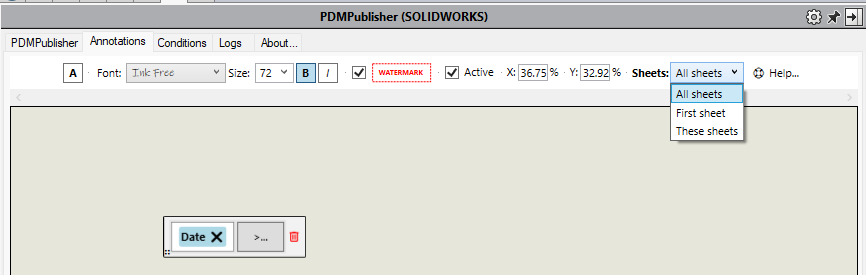 PDMPublisher (SOLIDWORKS)
PDMPublisher Annotations Conditions Logs About...
A Font: Ink Free Size: 72 B I WATERMARK Active X: 36.75 % Y: 32.92 % Sheets: All sheets Help...
All sheets
First sheet
These sheets
Date >...